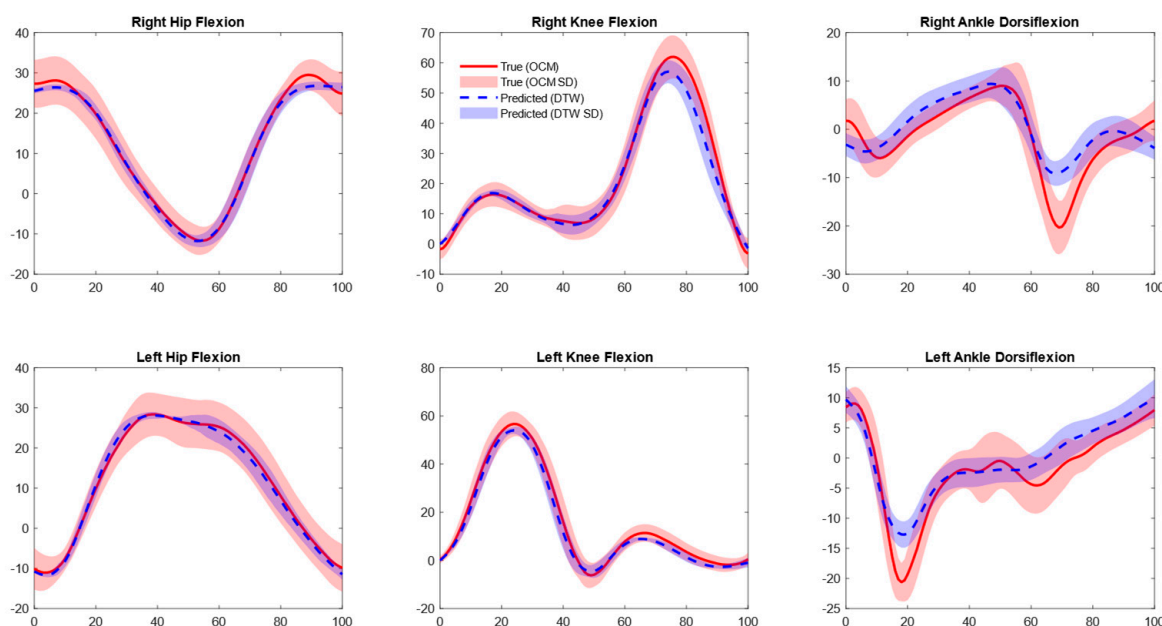 Right Hip Flexion
40
30
20
10
0
-10
-20
0 20 40 60 80 100
Right Knee Flexion
70
60
50
40
30
20
10
0
-10
0 20 40 60 80 100
True (OCM)
True (OCM SD)
Predicted (DTW)
Predicted (DTW SD)
Right Ankle Dorsiflexion
20
10
0
-10
-20
-30
0 20 40 60 80 100
Left Hip Flexion
40
30
20
10
0
-10
-20
0 20 40 60 80 100
Left Knee Flexion
80
60
40
20
0
-20
0 20 40 60 80 100
Left Ankle Dorsiflexion
15
10
5
0
-5
-10
-15
-20
25
0 20 40 60 80 100